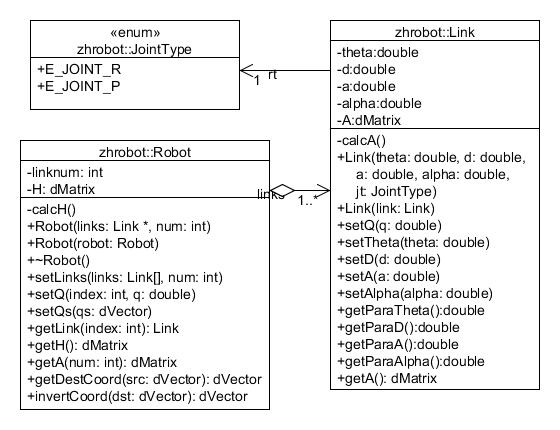 «enum»
zhrobot::JointType
+E_JOINT_R
+E_JOINT_P
zhrobot::Link
-theta:double
-d:double
-a:double
-alpha:double
-A:dMatrix
-calcA()
+Link(theta: double, d: double,
a: double, alpha: double,
jt: JointType)
+Link(link: Link)
+setQ(q: double)
+setTheta(theta: double)
+setD(d: double)
+setA(a: double)
+setAlpha(alpha: double)
+getParaTheta():double
+getParaD():double
+getParaA():double
+getParaAlpha():double
+getA(): dMatrix
1 rt
zhrobot::Robot
-linknum: int
-H: dMatrix
-calcH()
+Robot(links: Link *, num: int)
+Robot(robot: Robot)
+~Robot()
+setLinks(links: Link[], num: int)
+setQ(index: int, q: double)
+setQs(qs: dVector)
+getLink(index: int): Link
+getH(): dMatrix
+getA(num: int): dMatrix
+getDestCoord(src: dVector): dVector
+invertCoord(dst: dVector): dVector
links 1..*